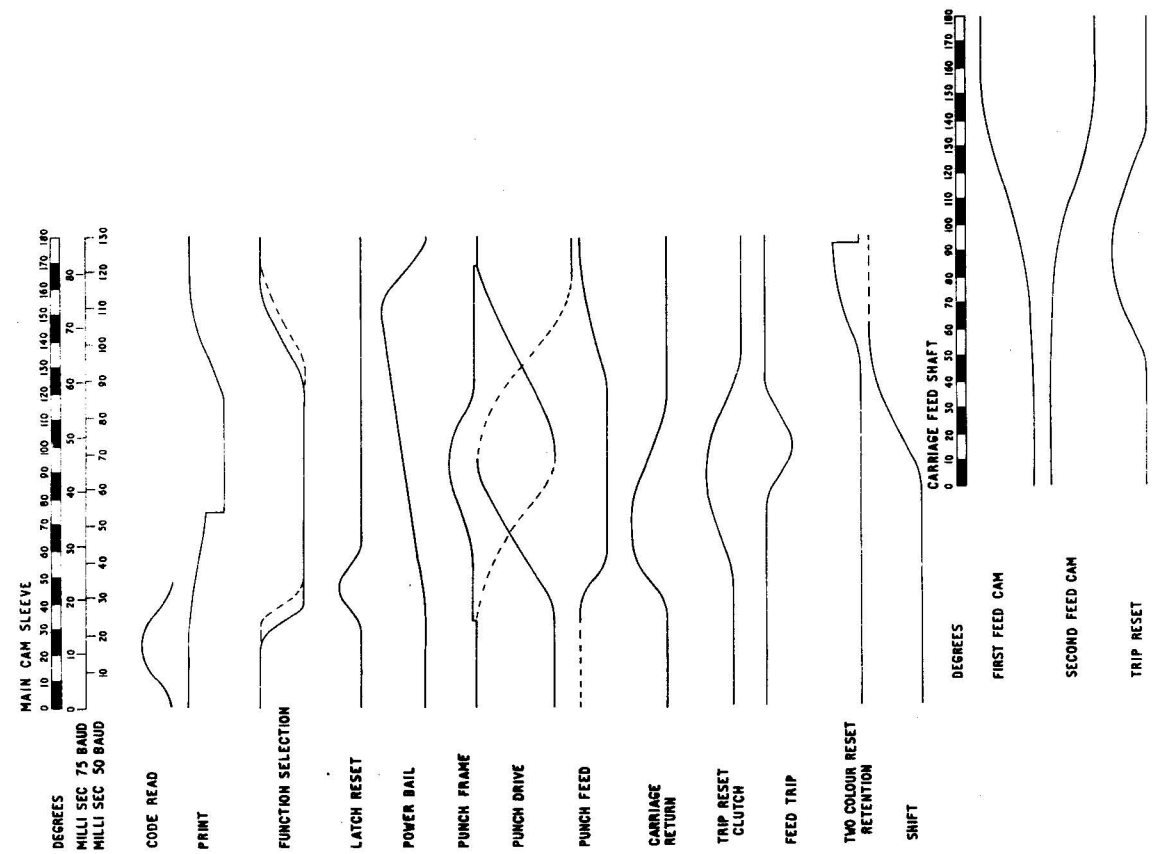 MAIN CAM SLEEVE
DEGREES 0 10 20 30 40 50 60 70 80 90 100 110 120 130 140 150 160 170 180
MILLI SEC 75 BAUD 0 10 20 30 40 50 60 70 80
MILLI SEC 50 BAUD 10 20 30 40 50 60 70 80 90 100 110 120 130
CODE READ
PRINT
FUNCTION SELECTION
LATCH RESET
POWER BAIL
PUNCH FRAME
PUNCH DRIVE
PUNCH FEED
CARRIAGE
RETURN
TRIP RESET
CLUTCH
FEED TRIP
TWO COLOUR RESET
RETENTION
SHIFT
CARRIAGE FEED SHAFT
DEGREES 0 10 20 30 40 50 60 70 80 90 100 110 120 130 140 150 160 170 180
FIRST FEED CAM
SECOND FEED CAM
TRIP RESET